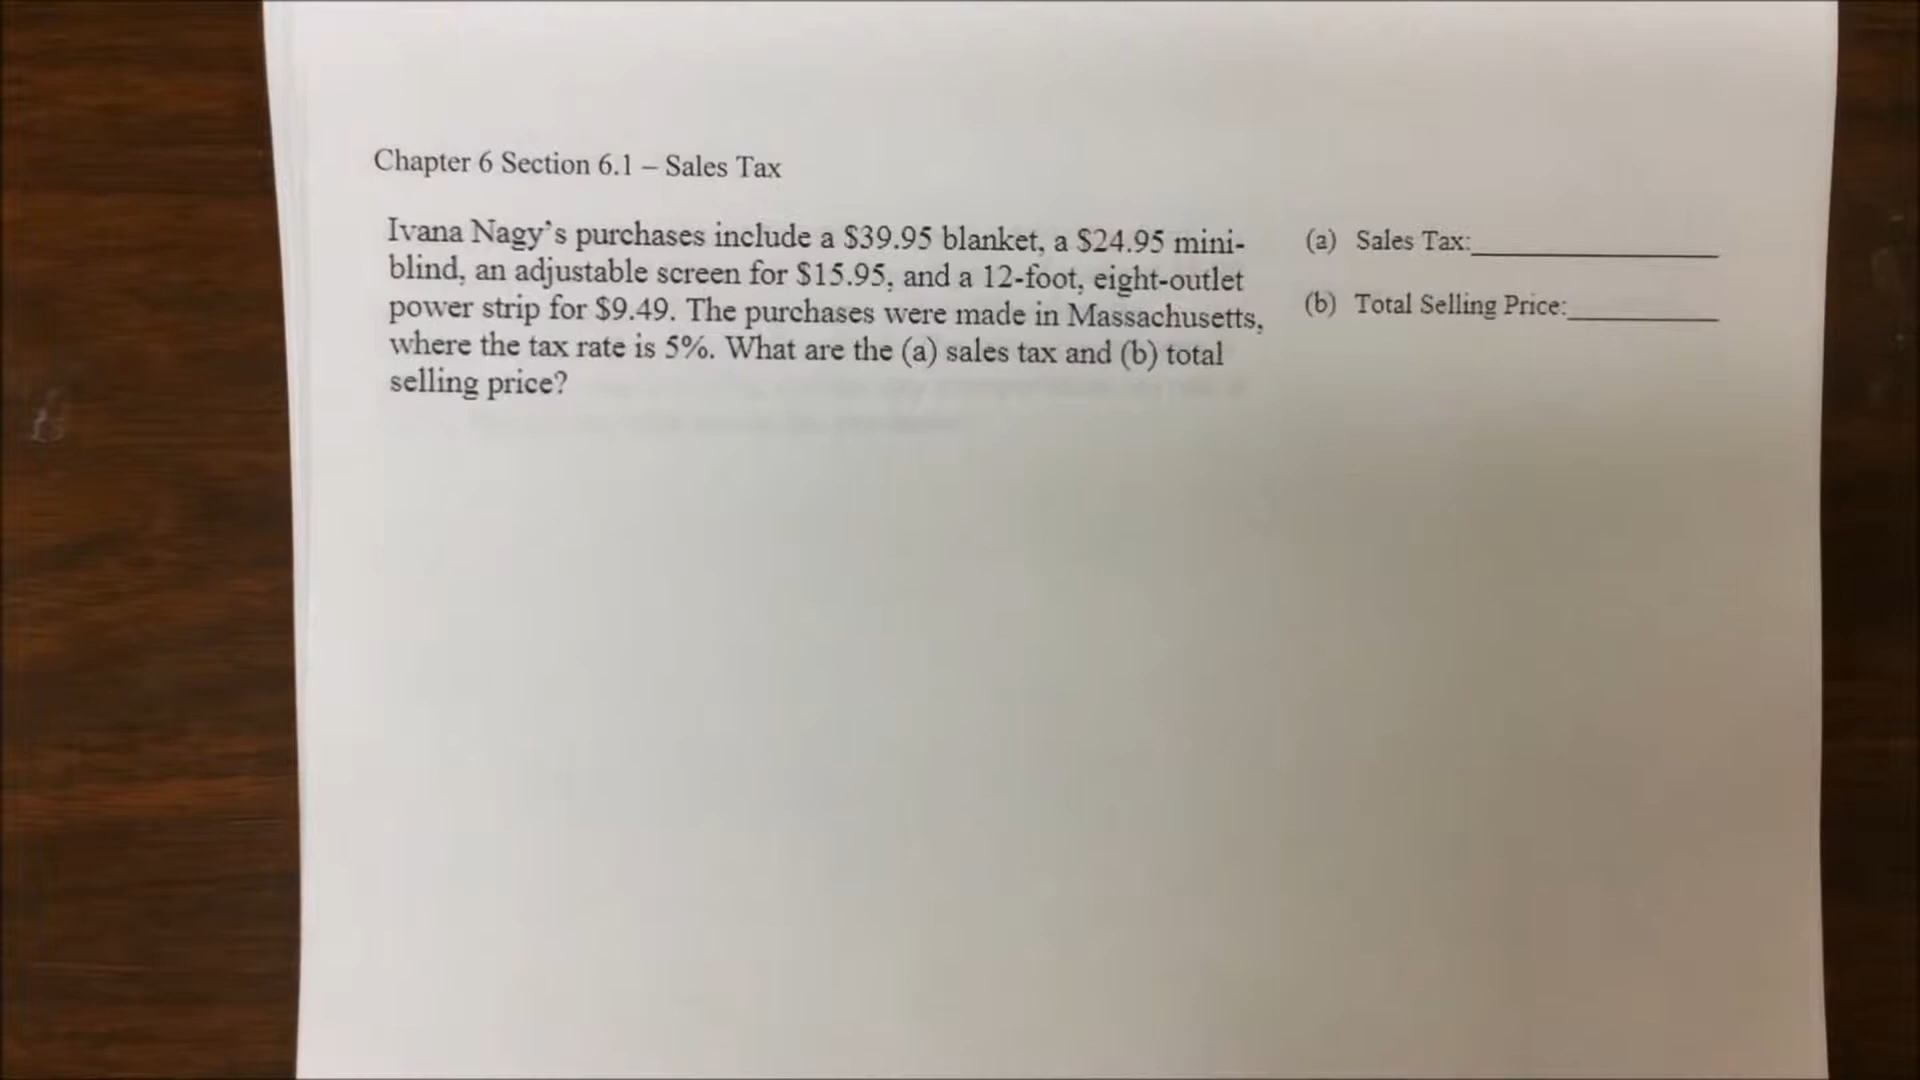 Chapter 6 Section 6.1 – Sales Tax
Ivana Nagy's purchases include a $39.95 blanket, a $24.95 mini-
blind, an adjustable screen for $15.95, and a 12-foot, eight-outlet
power strip for $9.49. The purchases were made in Massachusetts,
where the tax rate is 5%. What are the (a) sales tax and (b) total
selling price?
(a) Sales Tax:
(b) Total Selling Price: